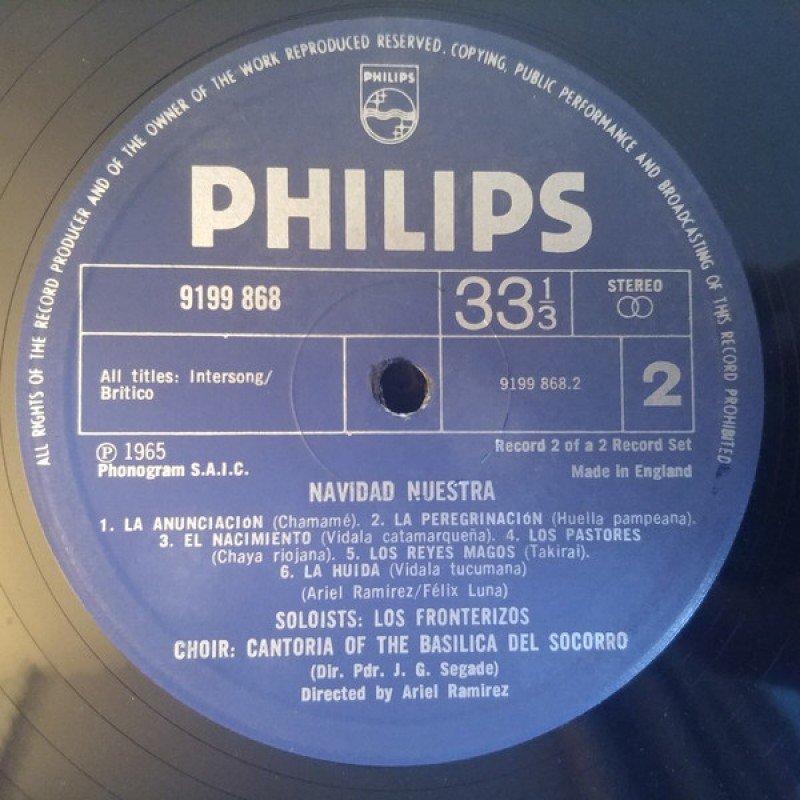 ALL RIGHTS OF THE RECORD PRODUCER AND OF THE OWNER OF THE WORK REPRODUCED RESERVED. COPYING, PUBLIC PERFORMANCE AND BROADCASTING OF THIS RECORD PROHIBITED
PHILIPS
PHILIPS
9199 868
33 1/3
STEREO
All titles: Intersong/
Britico
9199 868.2
2
℗ 1965
Phonogram S.A.I.C.
Record 2 of a 2 Record Set
Made in England
NAVIDAD NUESTRA
1. LA ANUNCIACIÓN (Chamamé). 2. LA PEREGRINACIÓN (Huella pampeana).
3. EL NACIMIENTO (Vidala catamarqueña). 4. LOS PASTORES
(Chaya riojana). 5. LOS REYES MAGOS (Takirai).
6. LA HUIDA (Vidala tucumana)
(Ariel Ramirez/Félix Luna)
SOLOISTS: LOS FRONTERIZOS
CHOIR: CANTORIA OF THE BASILICA DEL SOCORRO
(Dir. Pdr. J. G. Segade)
Directed by Ariel Ramirez